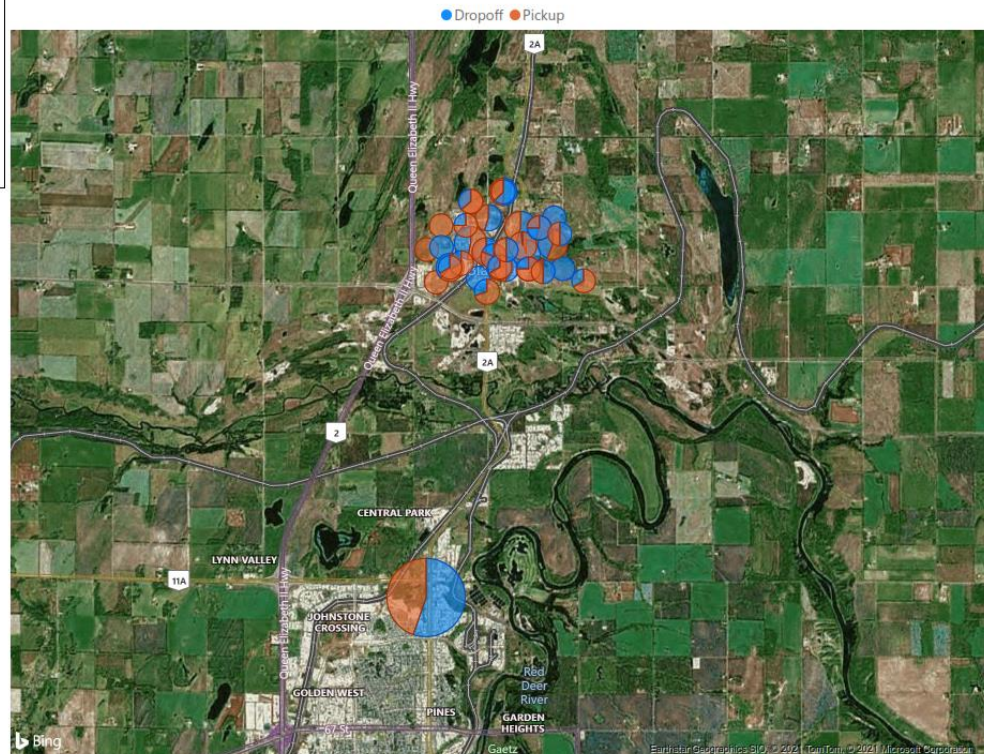 Dropoff Pickup
2A
Queen Elizabeth II Hwy
Queen Elizabeth II Hwy
2A
2
CENTRAL PARK
LYNN VALLEY
11A
Queen Elizabeth II Hwy
JOHNSTONE
CROSSING
GOLDEN WEST
Red
Deer
River
PINES
GARDEN
HEIGHTS
67 St
Gaetz
Bing
Earthstar Geographics SIO, © 2021 TomTom, © 2021 Microsoft Corporation